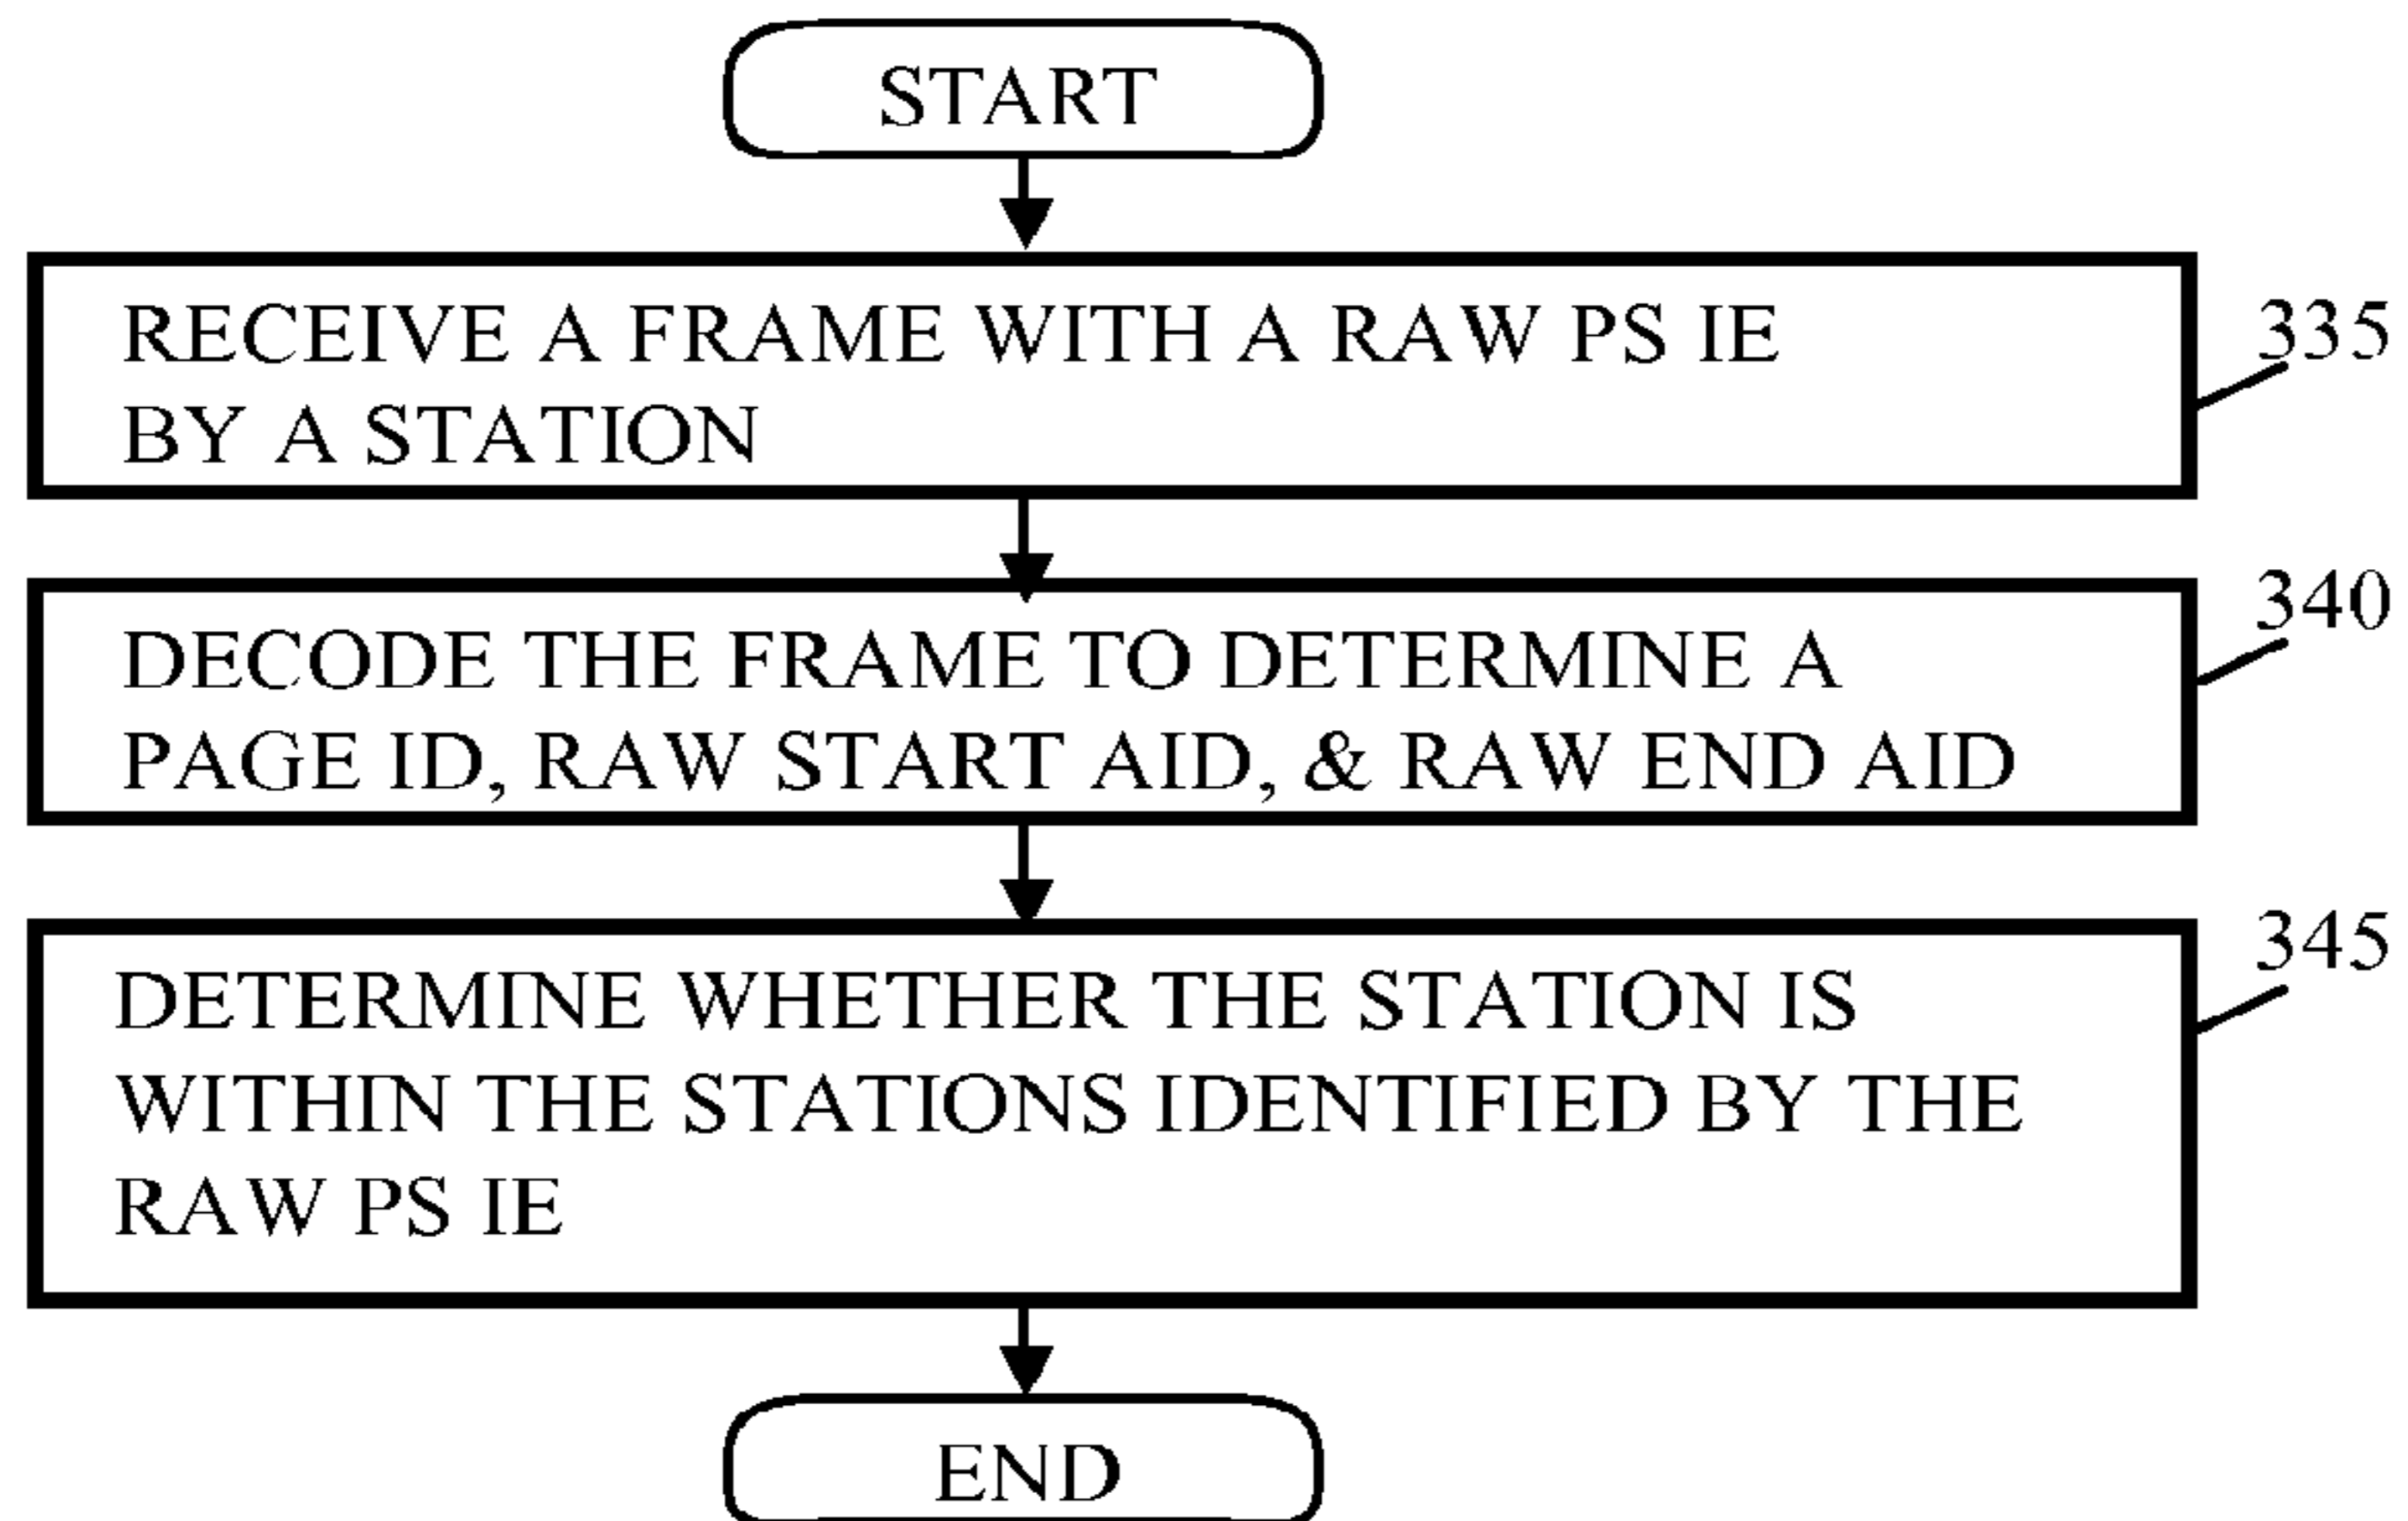 START
RECEIVE A FRAME WITH A RAW PS IE
BY A STATION
335
DECODE THE FRAME TO DETERMINE A
PAGE ID, RAW START AID, & RAW END AID
340
DETERMINE WHETHER THE STATION IS
WITHIN THE STATIONS IDENTIFIED BY THE
RAW PS IE
345
END